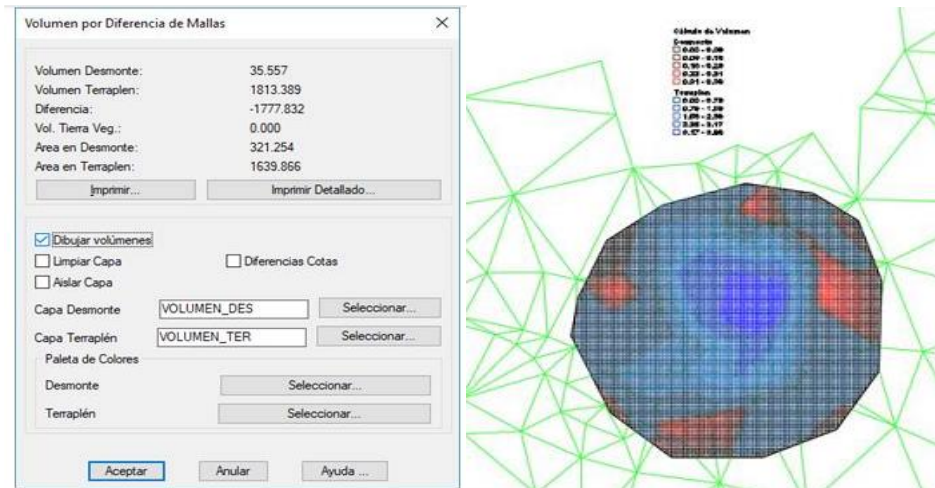 Volumen por Diferencia de Mallas
Volumen Desmonte: 35.557
Volumen Terraplen: 1813.389
Diferencia: -1777.832
Vol. Tierra Veg.: 0.000
Area en Desmonte: 321.254
Area en Terraplen: 1639.866
Imprimir...
Imprimir Detallado...
Dibujar volúmenes
Limpiar Capa
Diferencias Cotas
Aislar Capa
Capa Desmonte VOLUMEN_DES Seleccionar...
Capa Terraplén VOLUMEN_TER Seleccionar...
Paleta de Colores
Desmonte Seleccionar...
Terraplén Seleccionar...
Aceptar
Anular
Ayuda ...
Cálculo de Volumen
Desmonte
Terraplen